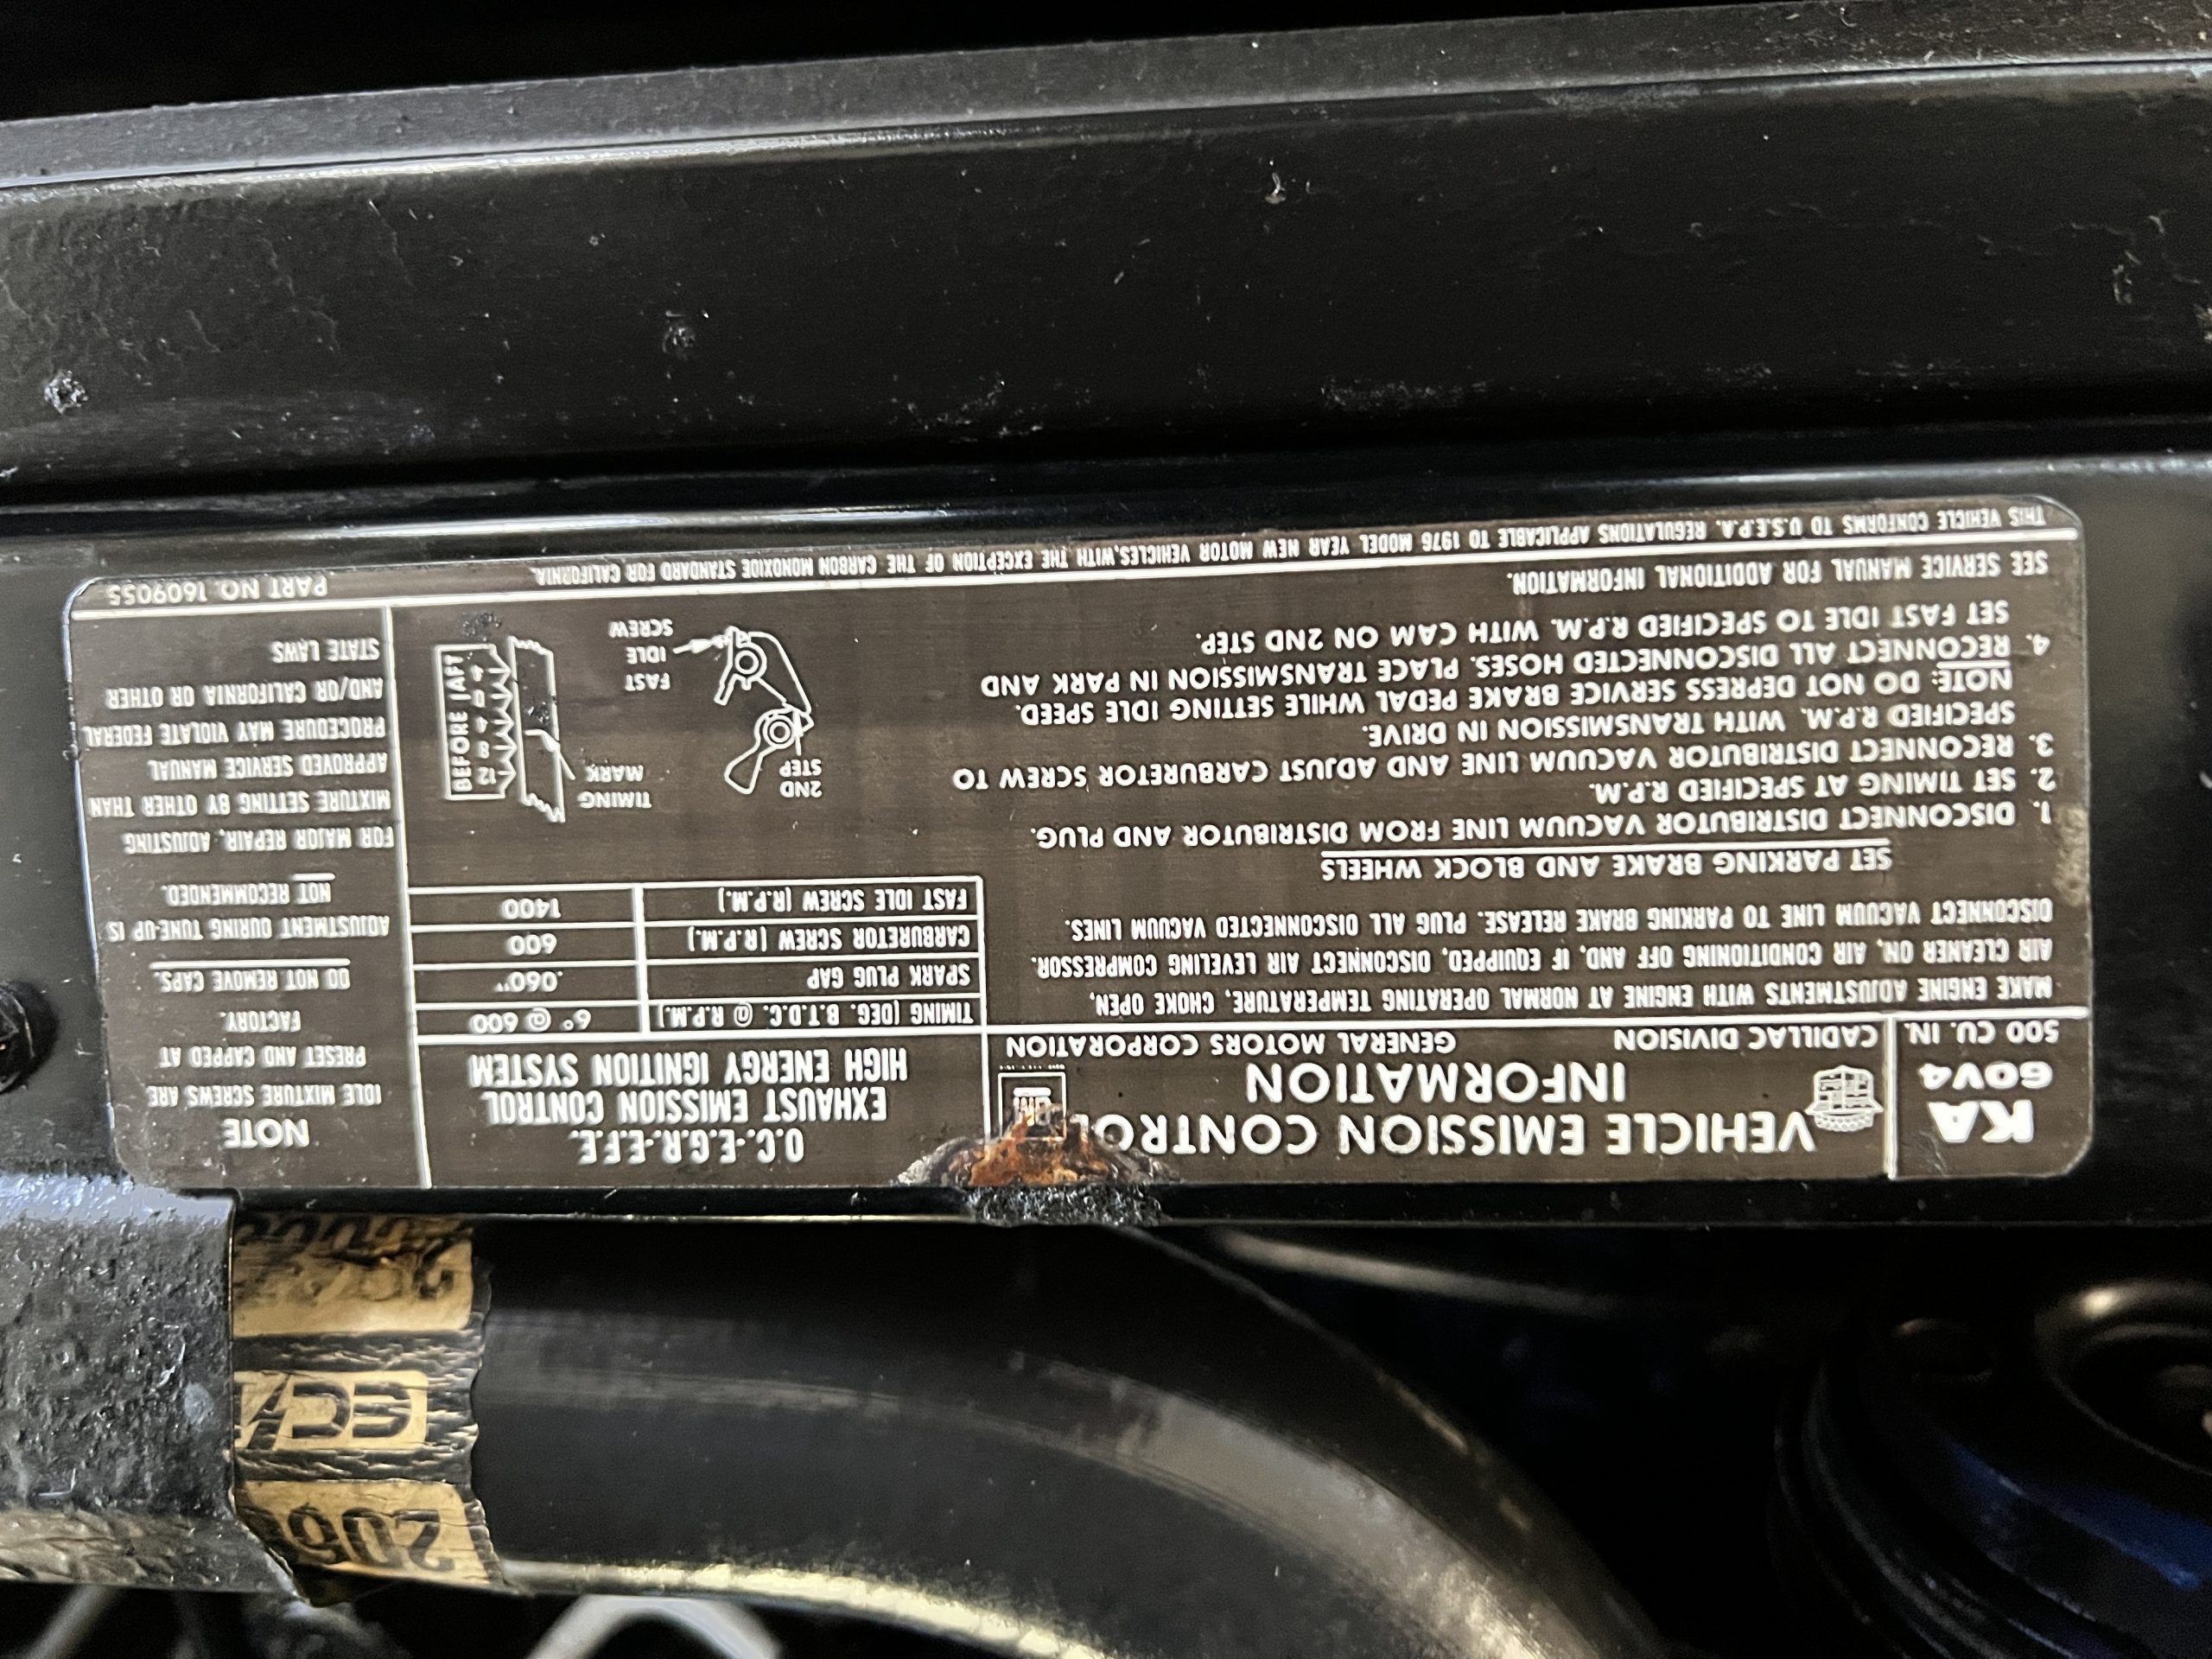 KA
60V4
500 CU. IN.
VEHICLE EMISSION CONTROL
INFORMATION
CADILLAC DIVISION GENERAL MOTORS CORPORATION
MAKE ENGINE ADJUSTMENTS WITH ENGINE AT NORMAL OPERATING TEMPERATURE, CHOKE OPEN,
AIR CLEANER ON, AIR CONDITIONING OFF AND, IF EQUIPPED, DISCONNECT AIR LEVELING COMPRESSOR.
DISCONNECT VACUUM LINE TO PARKING BRAKE RELEASE. PLUG ALL DISCONNECTED VACUUM LINES.
SET PARKING BRAKE AND BLOCK WHEELS
1. DISCONNECT DISTRIBUTOR VACUUM LINE FROM DISTRIBUTOR AND PLUG.
2. SET TIMING AT SPECIFIED R.P.M.
3. RECONNECT DISTRIBUTOR VACUUM LINE AND ADJUST CARBURETOR SCREW TO
SPECIFIED R.P.M. WITH TRANSMISSION IN DRIVE.
NOTE: DO NOT DEPRESS SERVICE BRAKE PEDAL WHILE SETTING IDLE SPEED.
4. RECONNECT ALL DISCONNECTED HOSES. PLACE TRANSMISSION IN PARK AND
SET FAST IDLE TO SPECIFIED R.P.M. WITH CAM ON 2ND STEP.
SEE SERVICE MANUAL FOR ADDITIONAL INFORMATION.
THIS VEHICLE CONFORMS TO U.S.E.P.A. REGULATIONS APPLICABLE TO 1976 MODEL YEAR NEW MOTOR VEHICLES,WITH THE EXCEPTION OF THE CARBON MONOXIDE STANDARD FOR CALIFORNIA.
O.C.-E.G.R.-E.F.E.
EXHAUST EMISSION CONTROL
HIGH ENERGY IGNITION SYSTEM
TIMING (DEG. B.T.D.C. @ R.P.M.) 6° @ 600
SPARK PLUG GAP .060"
CARBURETOR SCREW (R.P.M.) 600
FAST IDLE SCREW (R.P.M.) 1400
2ND
STEP
FAST
IDLE
SCREW
TIMING
MARK
12
8
4
0
4
BEFORE AFT
NOTE
IDLE MIXTURE SCREWS ARE
PRESET AND CAPPED AT
FACTORY.
DO NOT REMOVE CAPS.
ADJUSTMENT DURING TUNE-UP IS
NOT RECOMMENDED.
FOR MAJOR REPAIR, ADJUSTING
MIXTURE SETTING BY OTHER THAN
APPROVED SERVICE MANUAL
PROCEDURE MAY VIOLATE FEDERAL
AND/OR CALIFORNIA OR OTHER
STATE LAWS
PART NO. 1609055